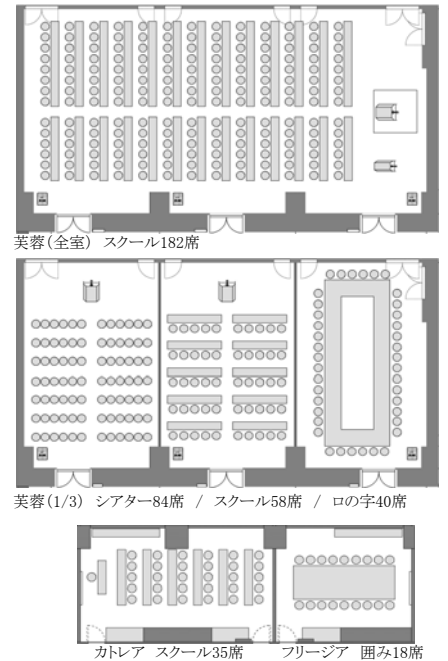 芙蓉（全室） スクール182席
芙蓉（1/3） シアター84席 / スクール58席 / ロの字40席
カトレア スクール35席
フリージア 囲み18席